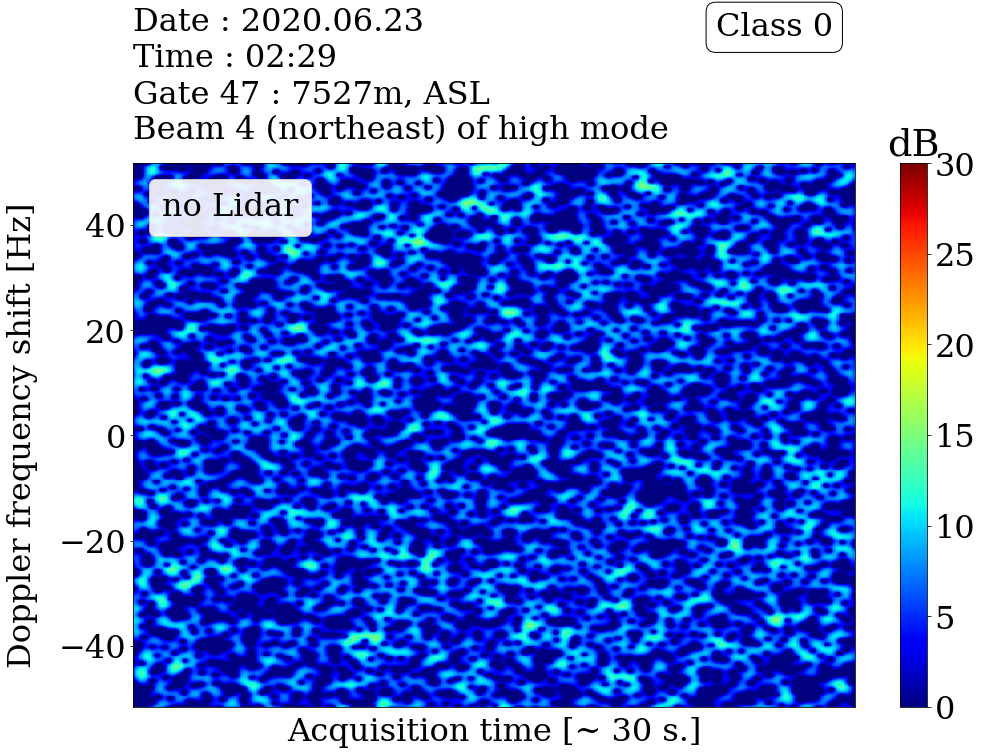 Date : 2020.06.23
Time : 02:29
Gate 47 : 7527m, ASL
Beam 4 (northeast) of high mode
Class 0
dB
no Lidar
Doppler frequency shift [Hz]
40
20
0
−20
−40
Acquisition time [~ 30 s.]
30
25
20
15
10
5
0